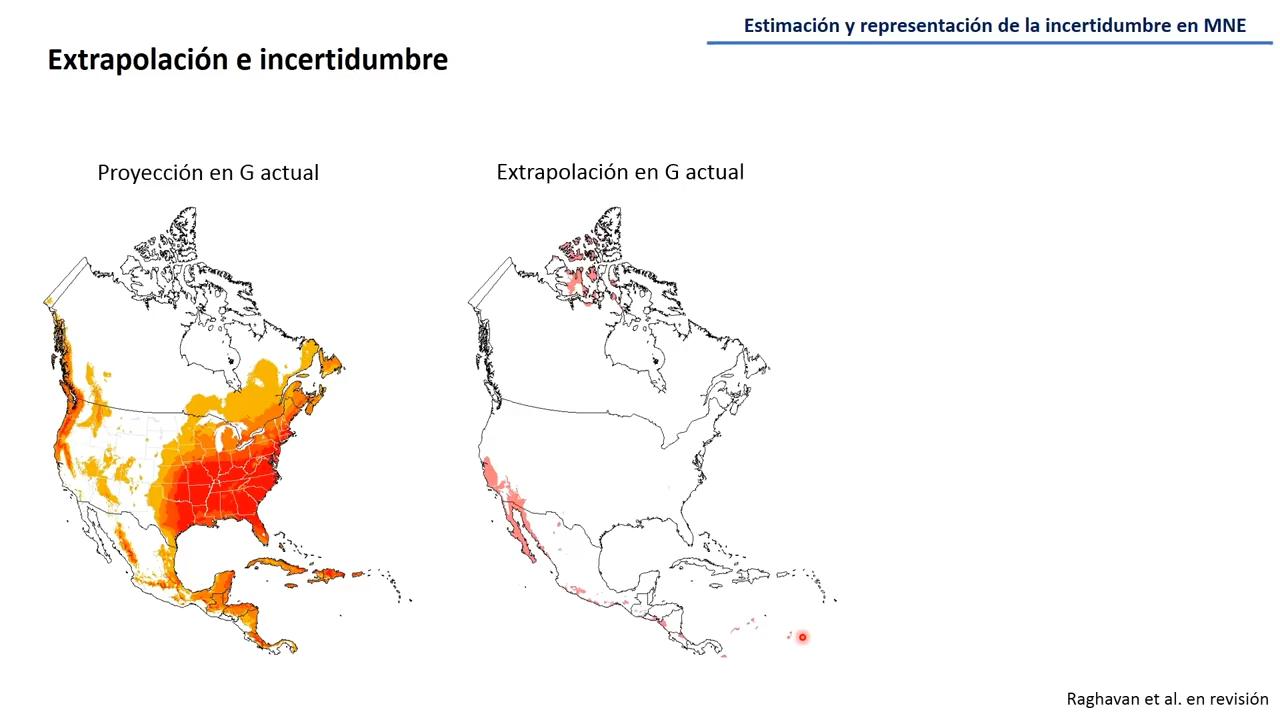 Estimación y representación de la incertidumbre en MNE
Extrapolación e incertidumbre
Proyección en G actual
Extrapolación en G actual
Raghavan et al. en revisión